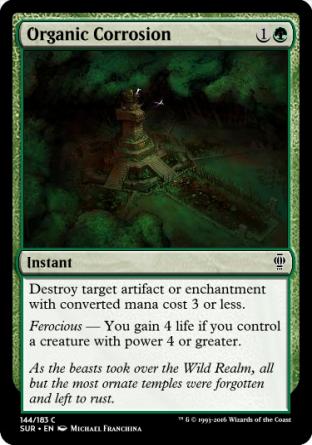 Organic Corrosion 1
Instant
Destroy target artifact or enchantment
with converted mana cost 3 or less.
Ferocious — You gain 4 life if you control
a creature with power 4 or greater.
As the beasts took over the Wild Realm, all
but the most ornate temples were forgotten
and left to rust.
144/183 C
SUR • EN Michael Franchina
™ & © 1993-2016 Wizards of the Coast